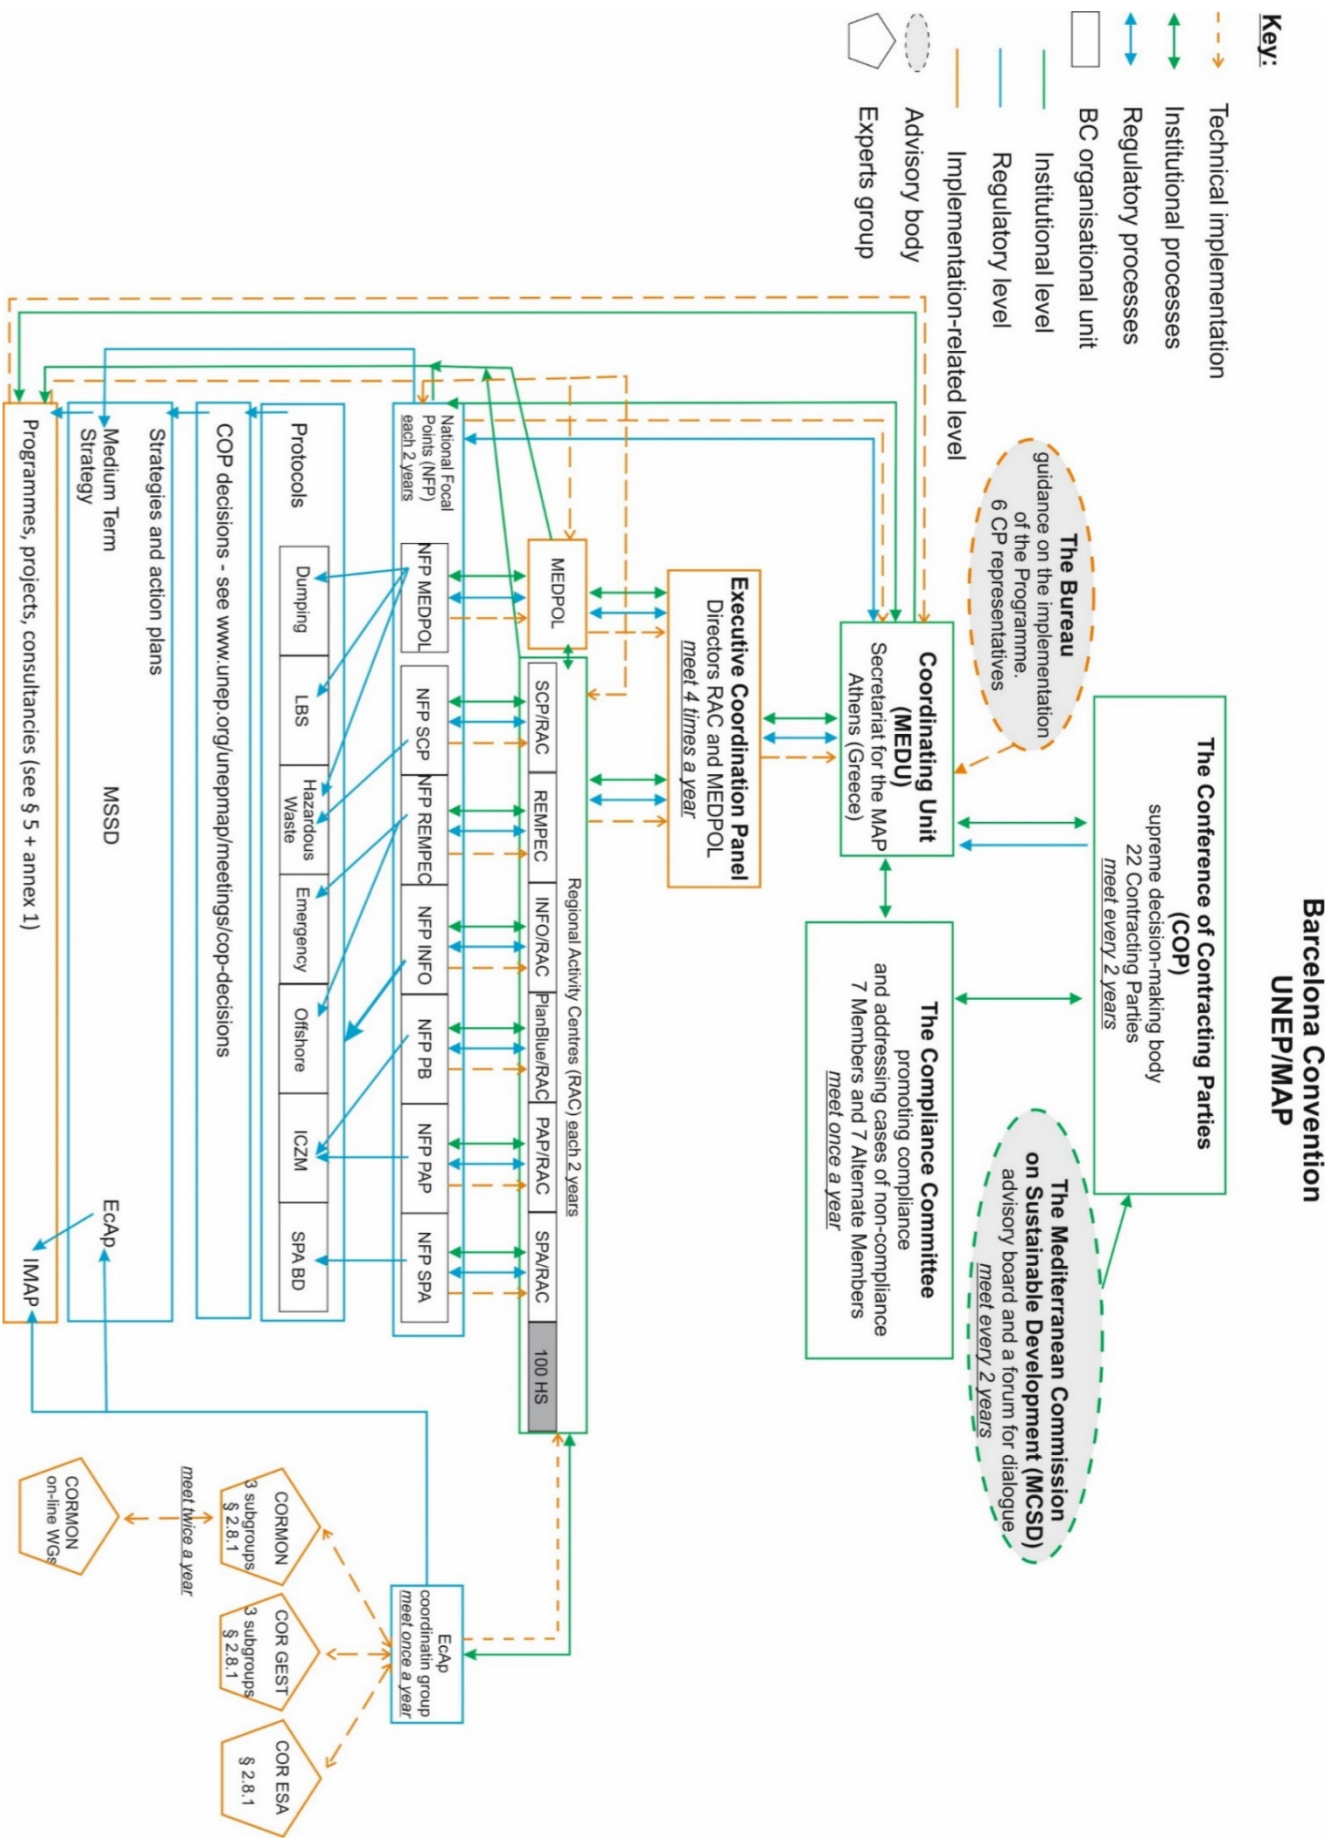 Barcelona Convention
UNEP/MAP
Key:
Technical implementation
Institutional processes
Regulatory processes
BC organisational unit
Institutional level
Regulatory level
Implementation-related level
Advisory body
Experts group
The Conference of Contracting Parties
(COP)
supreme decision-making body
22 Contracting Parties
meet every 2 years
The Bureau
guidance on the implementation
of the Programme.
6 CP representatives
The Mediterranean Commission
on Sustainable Development (MCSD)
advisory board and a forum for dialogue
meet every 2 years
Coordinating Unit
(MEDU)
Secretariat for the MAP
Athens (Greece)
The Compliance Committee
promoting compliance
and addressing cases of non-compliance
7 Members and 7 Alternate Members
meet once a year
Executive Coordination Panel
Directors RAC and MEDPOL
meet 4 times a year
Regional Activity Centres (RAC) each 2 years
MEDPOL
SCP/RAC
REMPEC
INFO/RAC
PlanBlue/RAC
PAP/RAC
SPA/RAC
100 HS
National Focal
Points (NFP)
each 2 years
NFP MEDPOL
NFP SCP
NFP REMPEC
NFP INFO
NFP PB
NFP PAP
NFP SPA
EcAp
coordinatin group
meet once a year
Protocols
Dumping
LBS
Hazardous
Waste
Emergency
Offshore
ICZM
SPA BD
COP decisions - see www.unep.org/unepmap/meetings/cop-decisions
Strategies and action plans
Medium Term
Strategy
MSSD
EcAp
Programmes, projects, consultancies (see § 5 + annex 1)
IMAP
CORMON
3 subgroups
§ 2.8.1
COR GEST
3 subgroups
§ 2.8.1
COR ESA
§ 2.8.1
meet twice a year
CORMON
on-line WGs